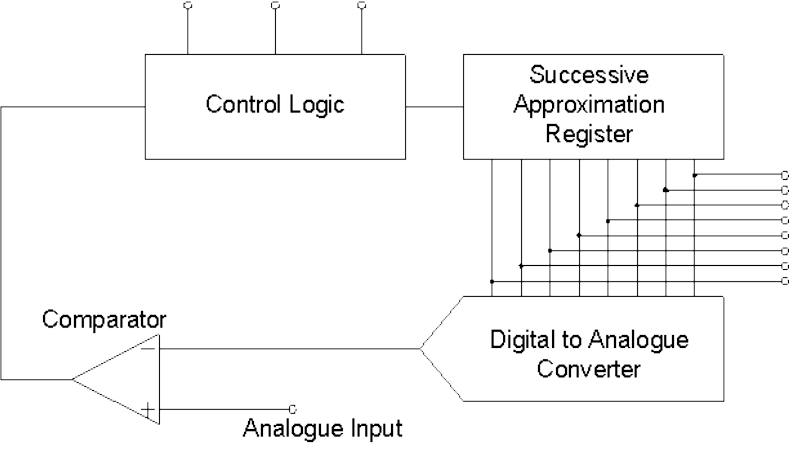 Control Logic
Successive
Approximation
Register
Comparator
Digital to Analogue
Converter
Analogue Input